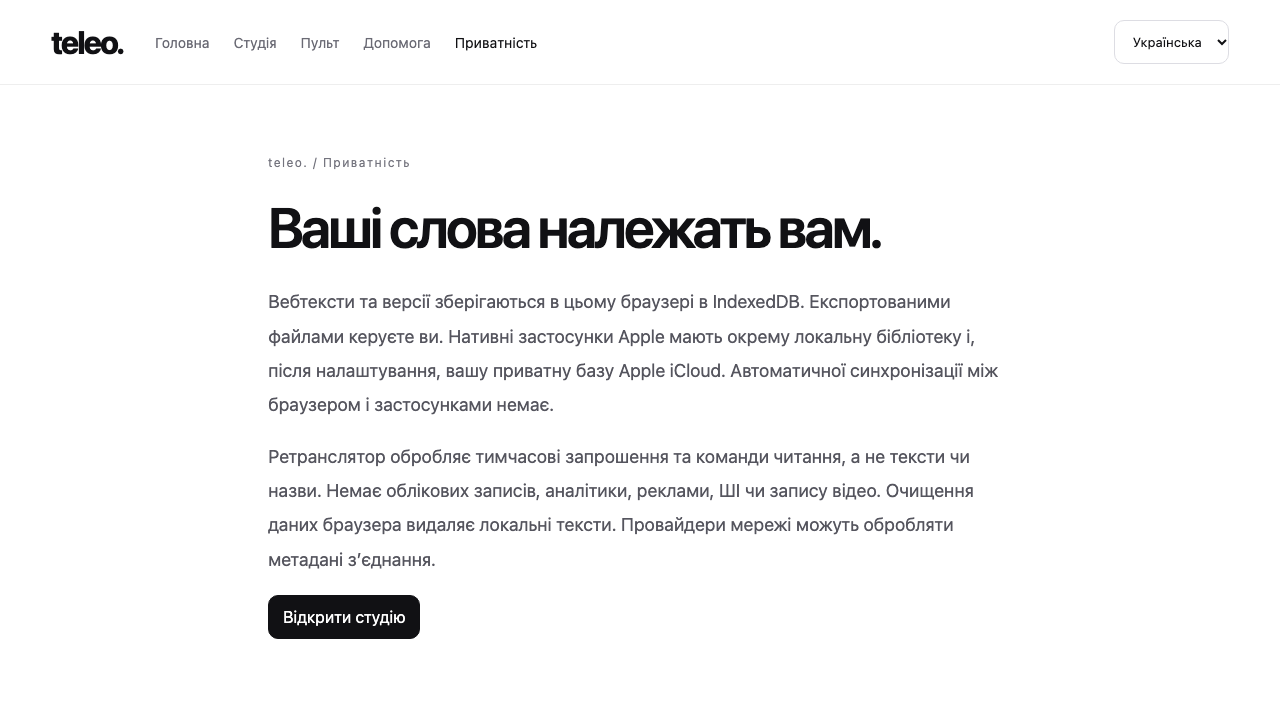 teleo.
Головна
Студія
Пульт
Допомога
Приватність
Українська
teleo. / Приватність
Ваші слова належать вам.
Вебтексти та версії зберігаються в цьому браузері в IndexedDB. Експортованими
файлами керуєте ви. Нативні застосунки Apple мають окрему локальну бібліотеку і,
після налаштування, вашу приватну базу Apple iCloud. Автоматичної синхронізації між
браузером і застосунками немає.
Ретранслятор обробляє тимчасові запрошення та команди читання, а не тексти чи
назви. Немає облікових записів, аналітики, реклами, ШІ чи запису відео. Очищення
даних браузера видаляє локальні тексти. Провайдери мережі можуть обробляти
метадані з’єднання.
Відкрити студію